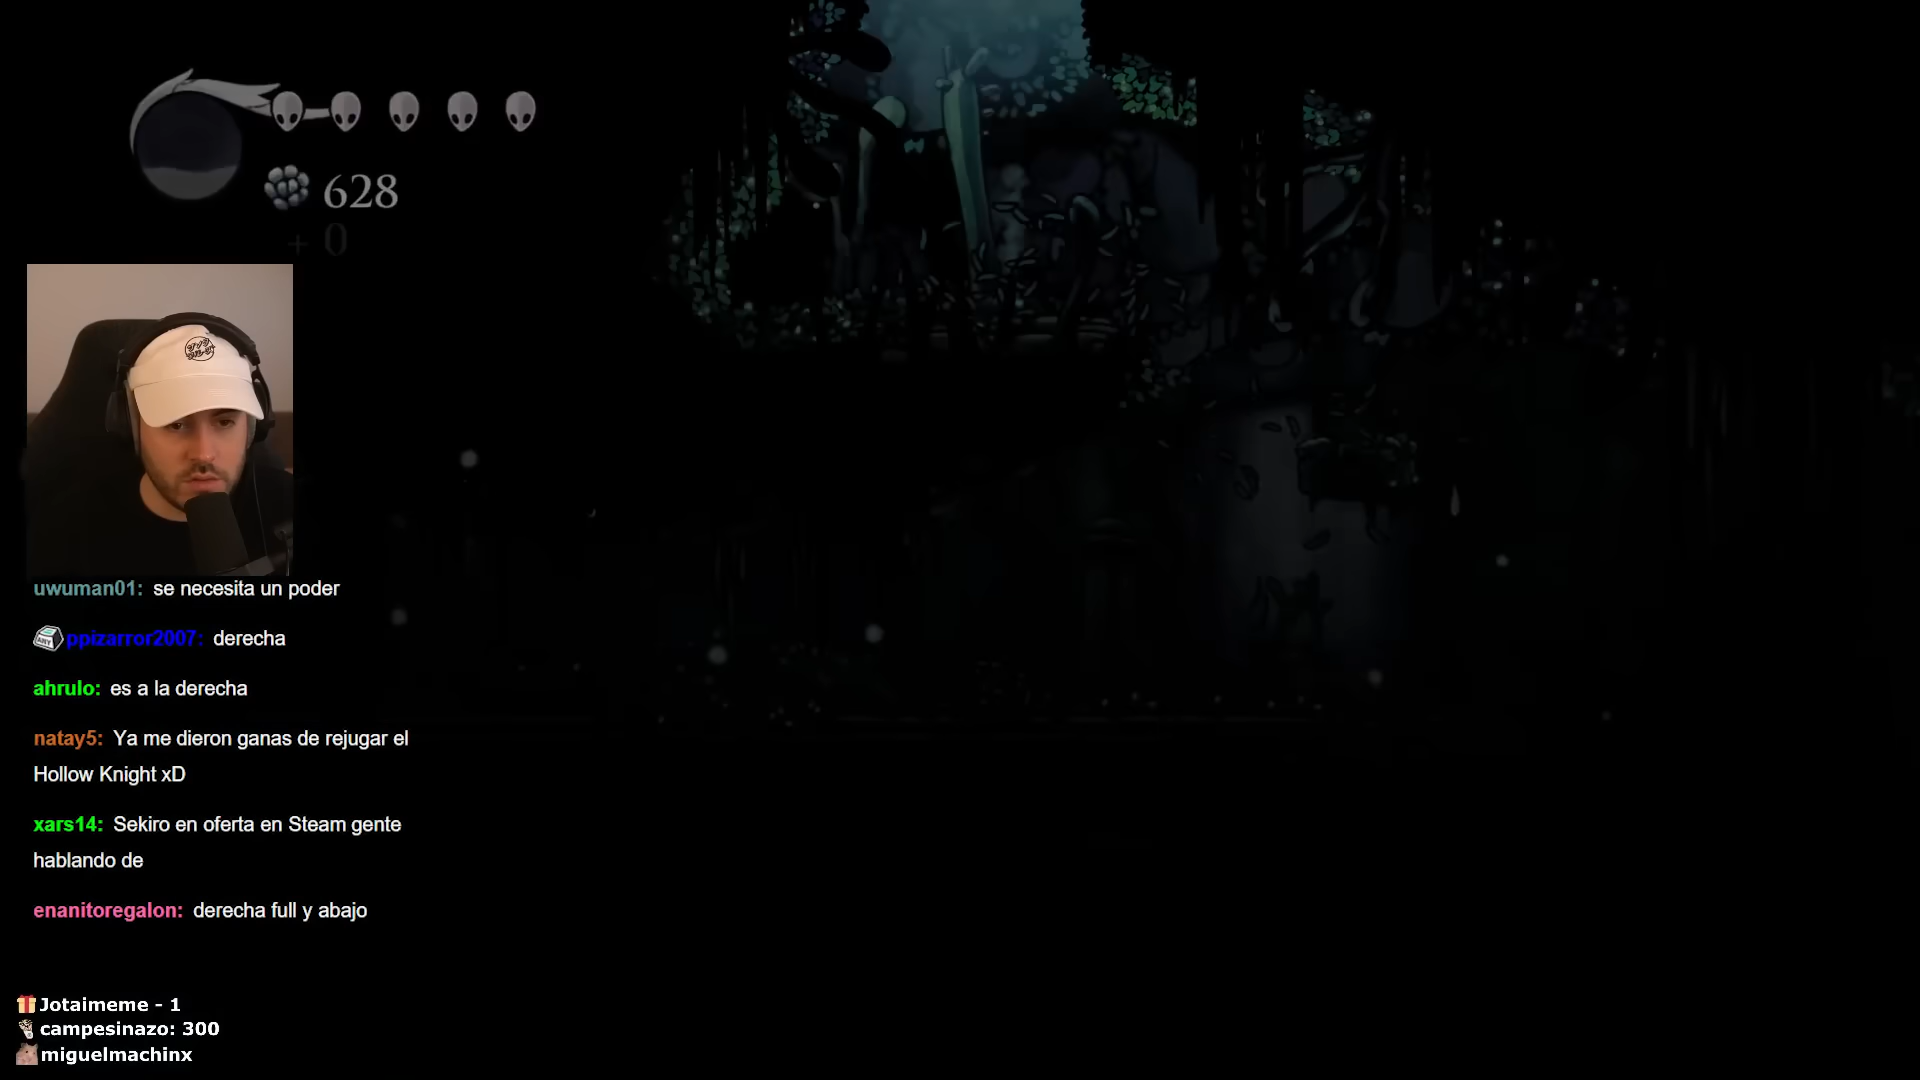 628
+ 0
uwuman01: se necesita un poder
ppizarror2007: derecha
ahrulo: es a la derecha
natay5: Ya me dieron ganas de rejugar el
Hollow Knight xD
xars14: Sekiro en oferta en Steam gente
hablando de
enanitoregalon: derecha full y abajo
Jotaimeme - 1
campesinazo: 300
miguelmachinx